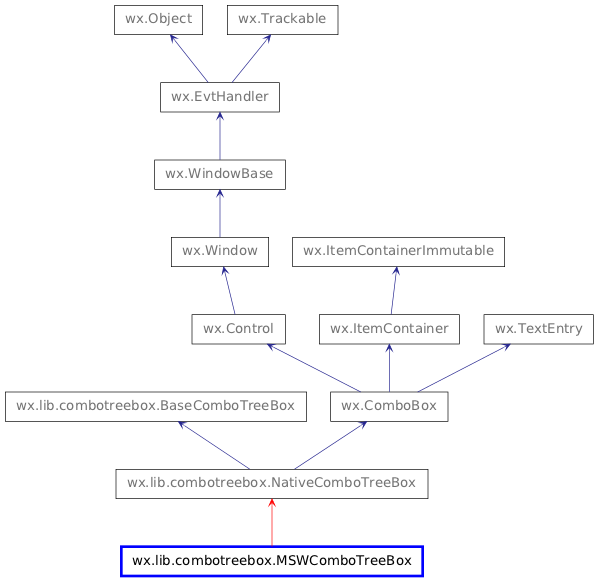 wx.Object
wx.Trackable
wx.EvtHandler
wx.WindowBase
wx.Window
wx.ItemContainerImmutable
wx.Control
wx.ItemContainer
wx.TextEntry
wx.lib.combotreebox.BaseComboTreeBox
wx.ComboBox
wx.lib.combotreebox.NativeComboTreeBox
wx.lib.combotreebox.MSWComboTreeBox